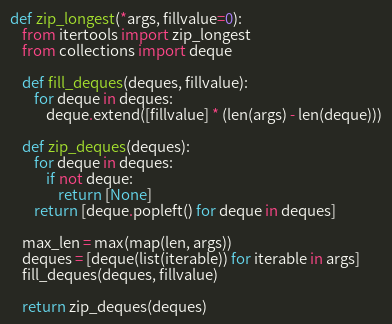 def zip_longest(*args, fillvalue=0):
from itertools import zip_longest
from collections import deque
def fill_deques(deques, fillvalue):
for deque in deques:
deque.extend([fillvalue] * (len(args) - len(deque)))
def zip_deques(deques):
for deque in deques:
if not deque:
return [None]
return [deque.popleft() for deque in deques]
max_len = max(map(len, args))
deques = [deque(list(iterable)) for iterable in args]
fill_deques(deques, fillvalue)
return zip_deques(deques)